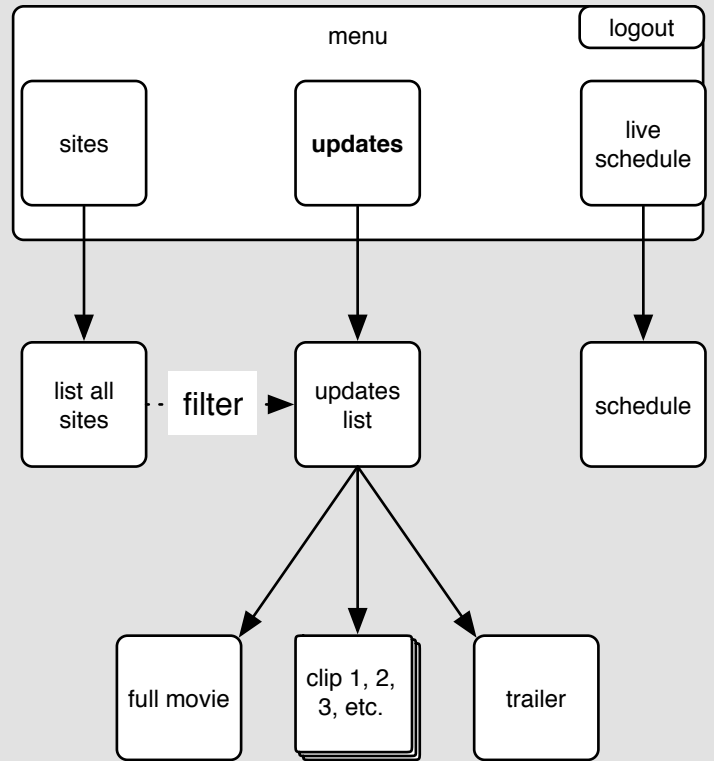 menu
logout
sites
updates
live
schedule
list all
sites
filter
updates
list
schedule
full movie
clip 1, 2,
3, etc.
trailer